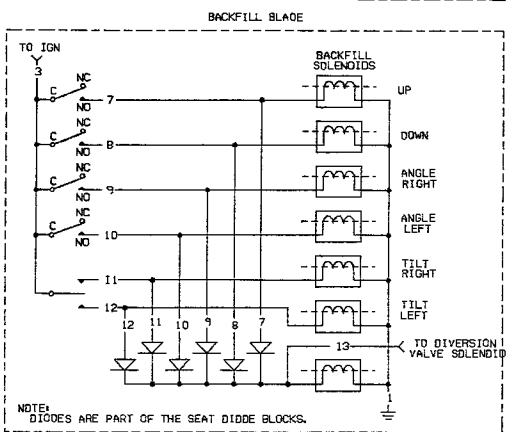 BACKFILL BLADE
TO IGN
3
BACKFILL
SOLENOIDS
NC
C
7
NO
UP
NC
C
8
NO
DOWN
NC
C
9
NO
ANGLE
RIGHT
NC
C
10
NO
ANGLE
LEFT
11
TILT
RIGHT
12
TILT
LEFT
12 11 10 9 8 7
13
TO DIVERSION
VALVE SOLENOID
1
NOTE:
DIODES ARE PART OF THE SEAT DIODE BLOCKS.